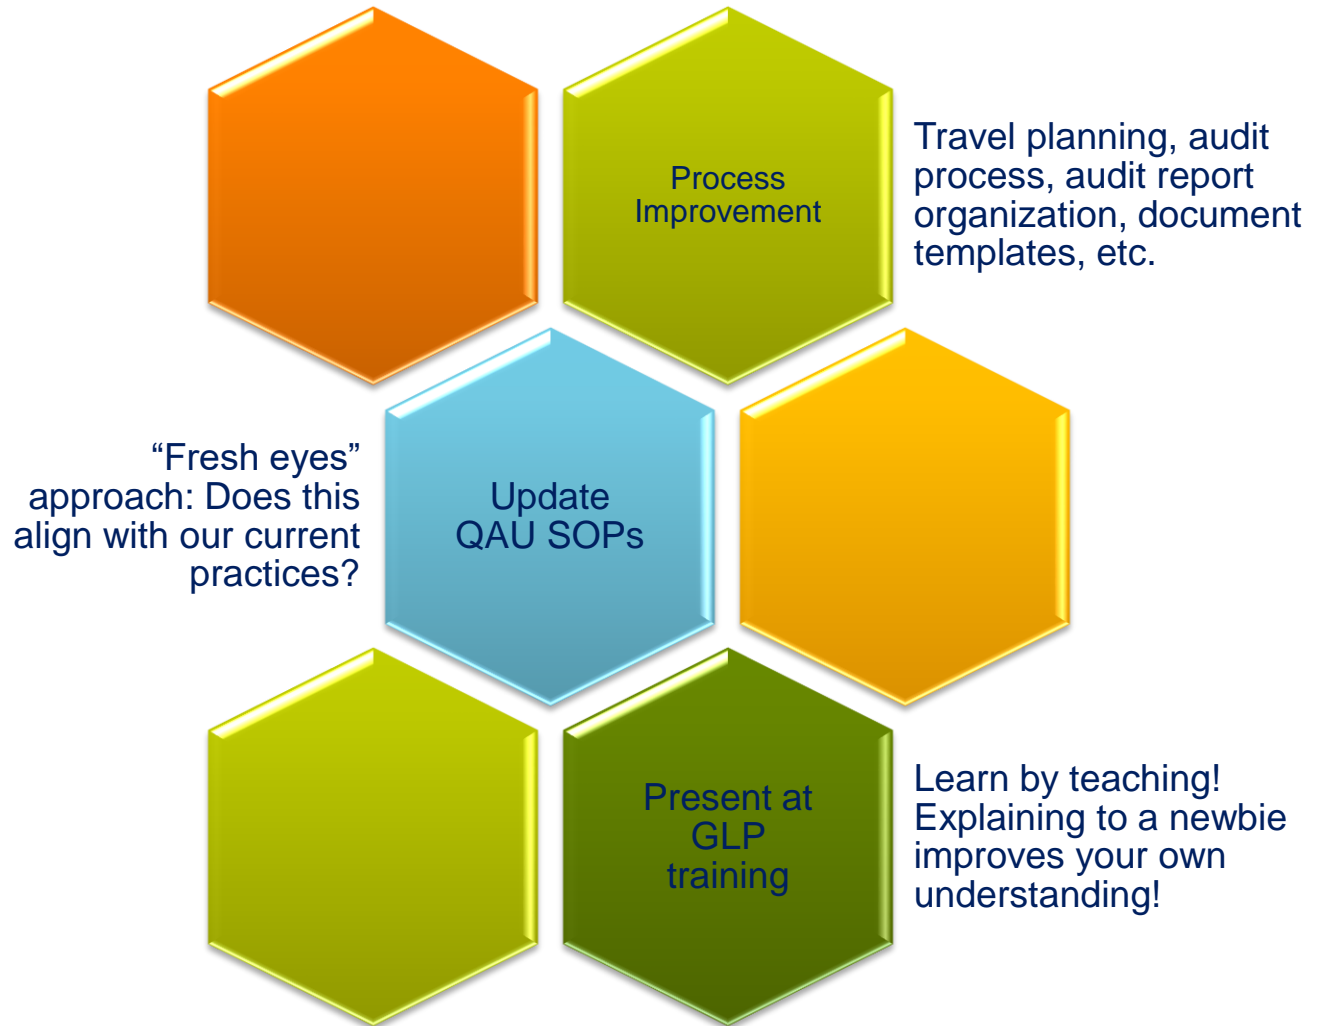 Process
Improvement
Travel planning, audit
process, audit report
organization, document
templates, etc.
“Fresh eyes”
approach: Does this
align with our current
practices?
Update
QAU SOPs
Present at
GLP
training
Learn by teaching!
Explaining to a newbie
improves your own
understanding!